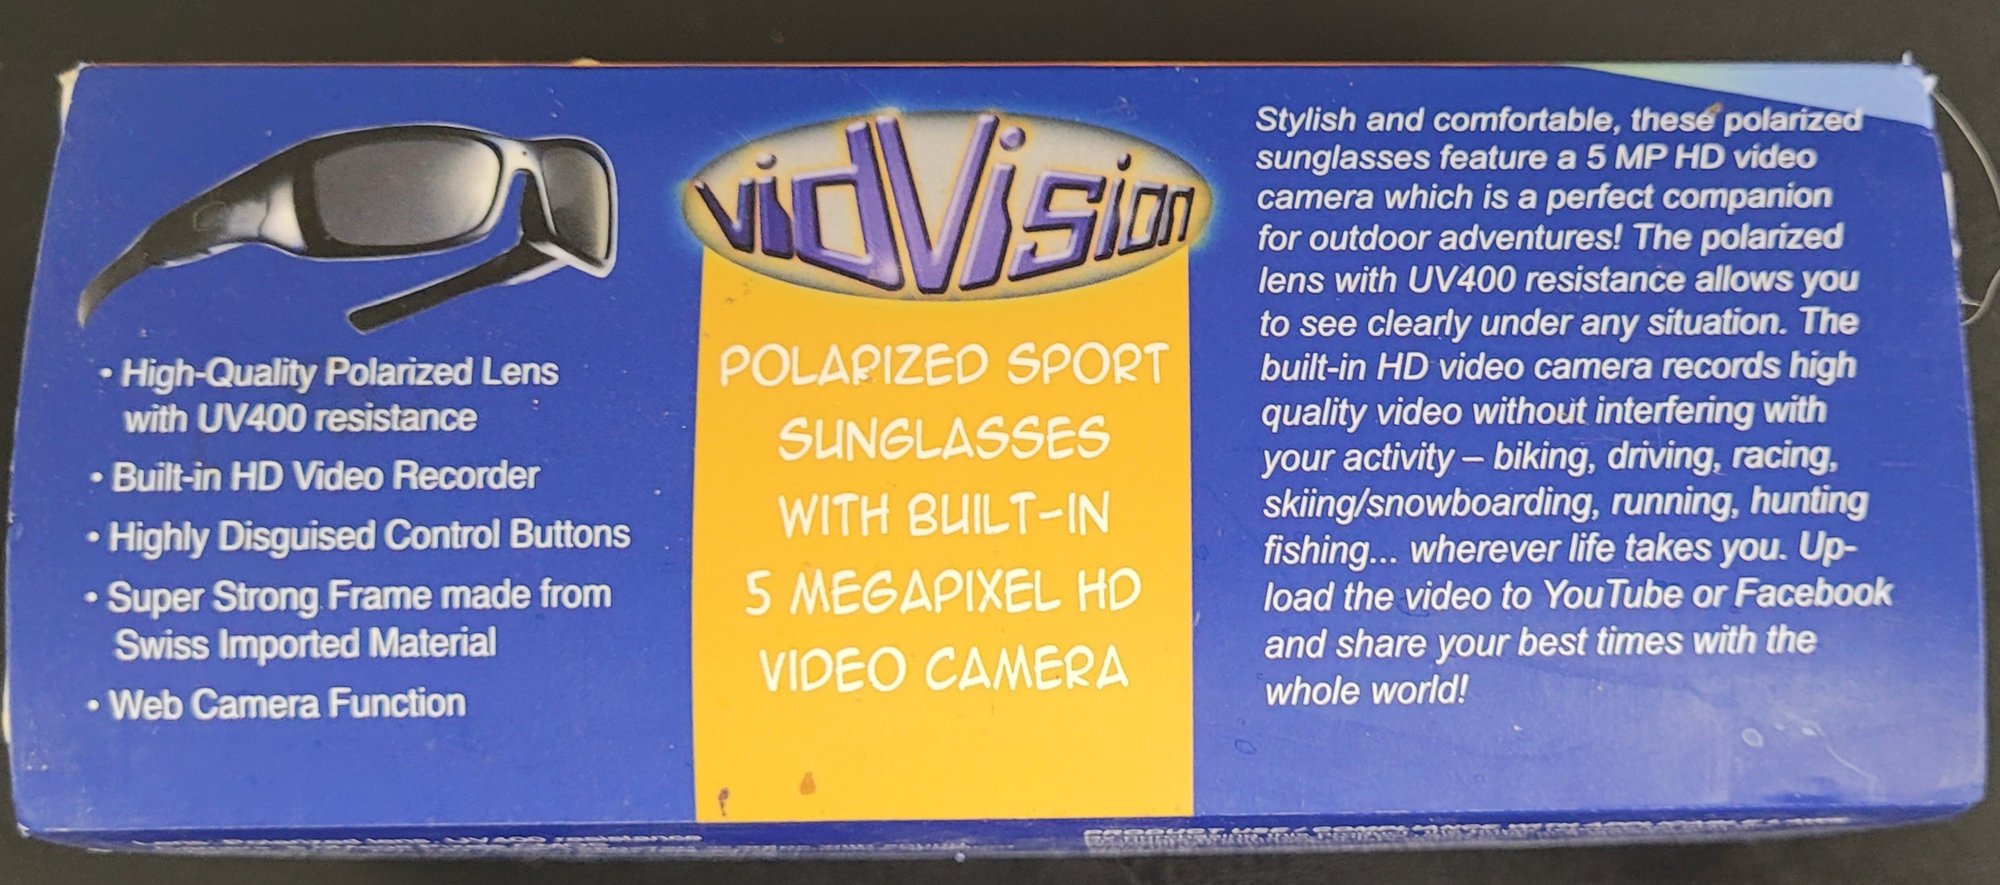 • High-Quality Polarized Lens
with UV400 resistance
• Built-in HD Video Recorder
• Highly Disguised Control Buttons
• Super Strong Frame made from
Swiss Imported Material
• Web Camera Function
vidVision
POLARIZED SPORT
SUNGLASSES
WITH BUILT-IN
5 MEGAPIXEL HD
VIDEO CAMERA
Stylish and comfortable, these polarized
sunglasses feature a 5 MP HD video
camera which is a perfect companion
for outdoor adventures! The polarized
lens with UV400 resistance allows you
to see clearly under any situation. The
built-in HD video camera records high
quality video without interfering with
your activity – biking, driving, racing,
skiing/snowboarding, running, hunting
fishing... wherever life takes you. Up-
load the video to YouTube or Facebook
and share your best times with the
whole world!
UV400 resistance